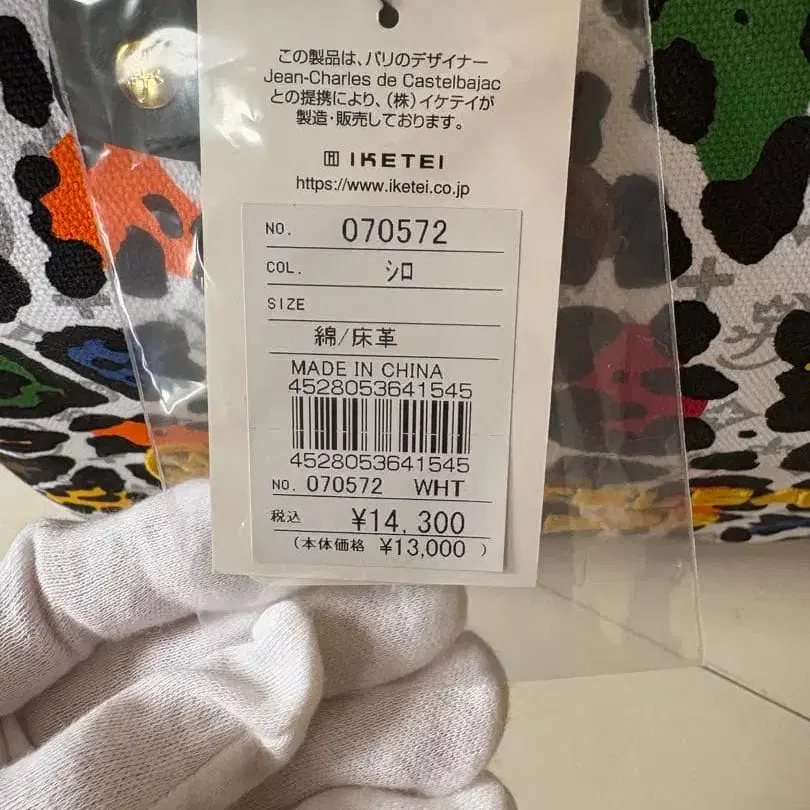 この製品は、パリのデザイナー
Jean-Charles de Castelbajac
との提携により、(株)イケテイが
製造・販売しております。
IKETEI
https://www.iketei.co.jp
NO. 070572
COL. シロ
SIZE
綿/床革
MADE IN CHINA
4528053641545
4528053641545
NO. 070572 WHT
税込 ¥14,300
(本体価格 ¥13,000 )